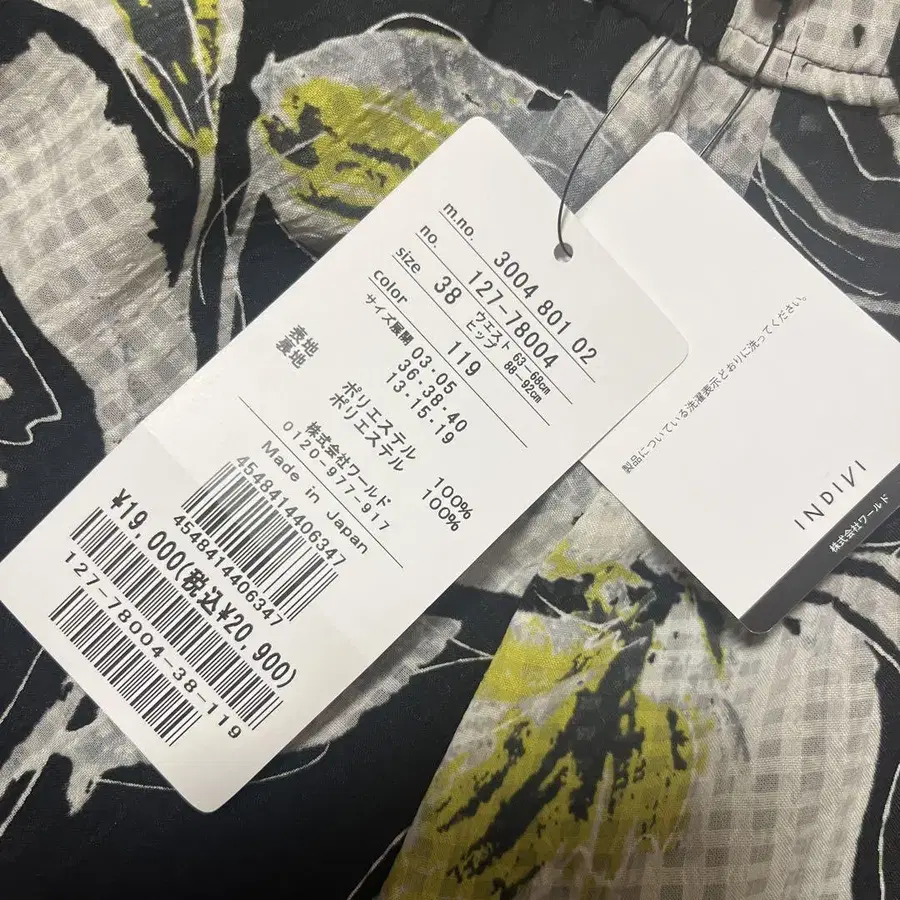 m.no. 3004 801 02
no. 127-78004
size 38 ウエスト 63-68cm
ヒップ 88-92cm
color 119
サイズ展開 03・05
36・38・40
13・15・19
表地 ポリエステル 100%
裏地 ポリエステル 100%
株式会社ワールド
0120-977-917
Made in Japan
4548414406347
4548414406347
¥19,000(税込¥20,900)
127-78004-38-119
製品についている洗濯表示どおりに洗ってください。
INDIVI
株式会社ワールド